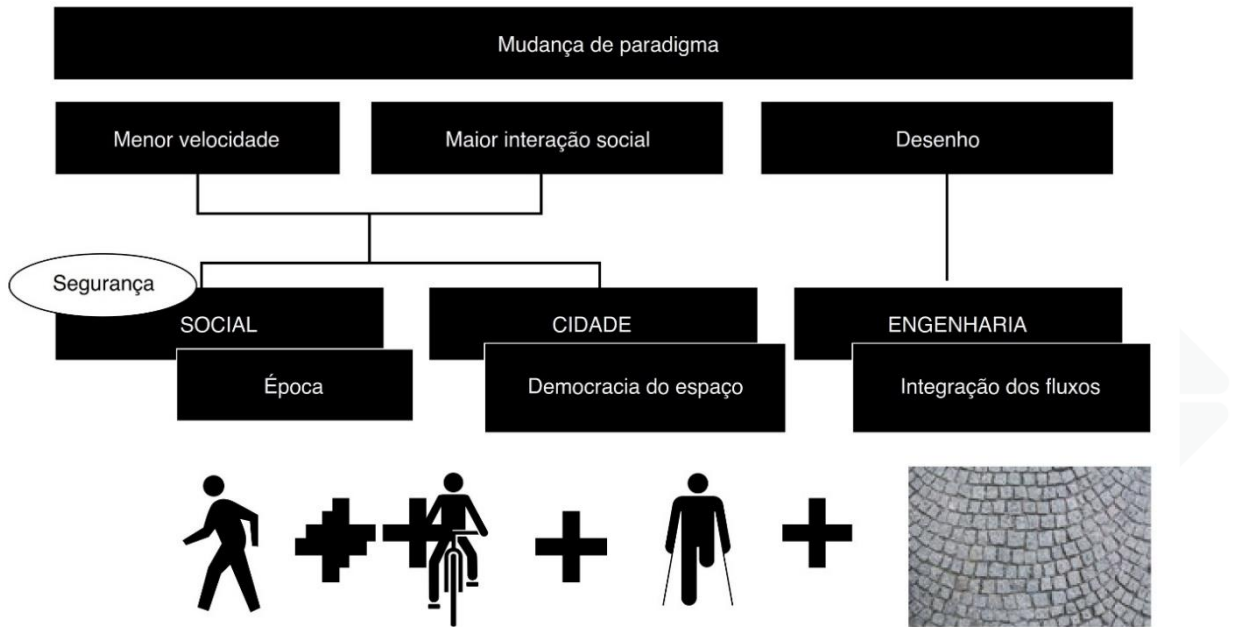 Mudança de paradigma
Menor velocidade
Maior interação social
Desenho
Segurança
SOCIAL
CIDADE
ENGENHARIA
Época
Democracia do espaço
Integração dos fluxos